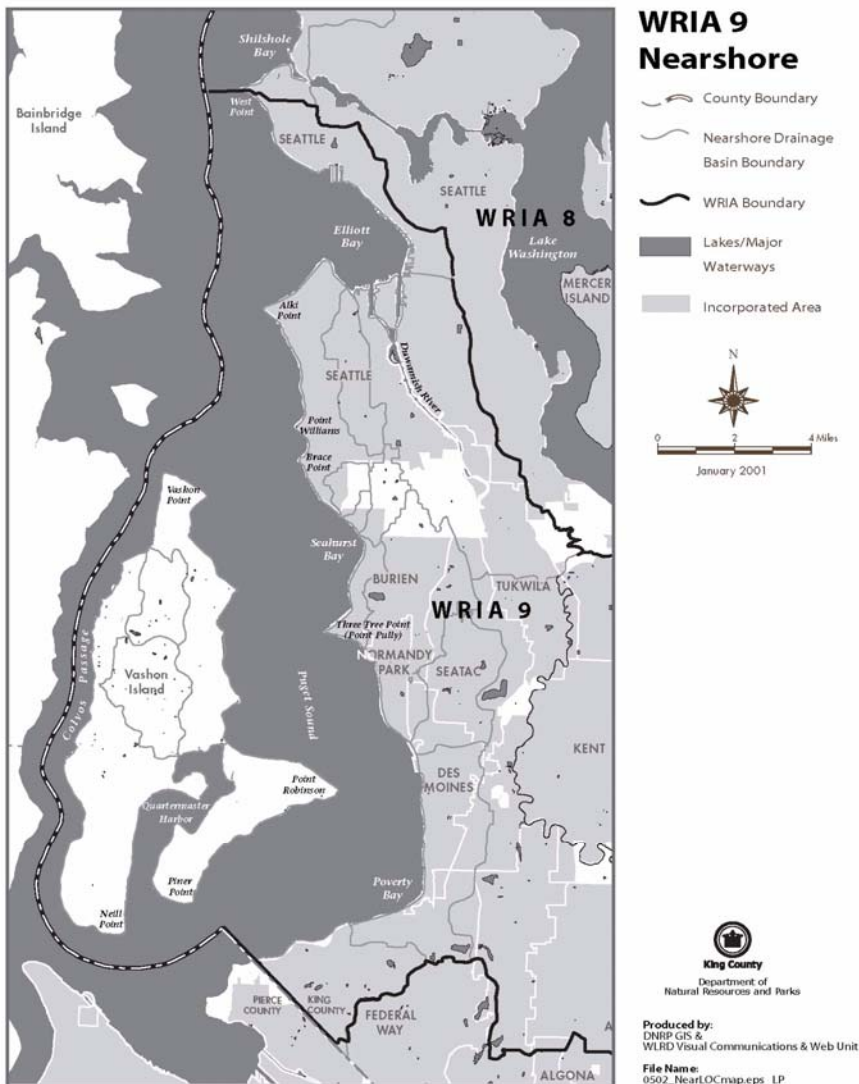 WRIA 9
Nearshore
County Boundary
Nearshore Drainage
Basin Boundary
WRIA Boundary
Lakes/Major
Waterways
Incorporated Area
N
0 2 4 Miles
January 2001
Shilshole
Bay
West
Point
Bainbridge
Island
SEATTLE
SEATTLE
WRIA 8
Elliott
Bay
Lake
Washington
MERCER
ISLAND
Alki
Point
SEATTLE
Duwamish River
Point
Williams
Brace
Point
Vashon
Point
Seahurst
Bay
BURIEN
TUKWILA
WRIA 9
Three Tree Point
(Point Pully)
NORMANDY
PARK
SEATAC
Colvos Passage
Vashon
Island
Puget Sound
KENT
Point
Robinson
DES
MOINES
Quartermaster
Harbor
Piner
Point
Poverty
Bay
Neill
Point
PIERCE
COUNTY
KING
COUNTY
FEDERAL
WAY
A
ALGONA
King County
Department of
Natural Resources and Parks
Produced by:
DNRP GIS &
WLRD Visual Communications & Web Unit
File Name:
0502_NearLOCmap.eps LP